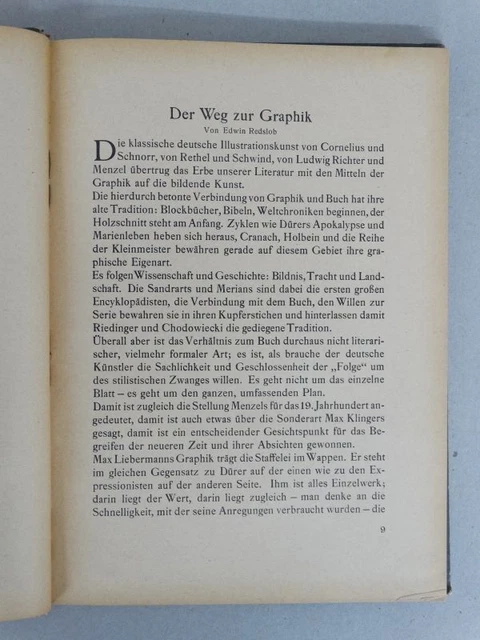 Der Weg zur Graphik
Von Edwin Redslob
Die klassische deutsche Illustrationskunst von Cornelius und
Schnorr, von Rethel und Schwind, von Ludwig Richter und
Menzel übertrug das Erbe unserer Literatur mit den Mitteln der
Graphik auf die bildende Kunst.
Die hierdurch betonte Verbindung von Graphik und Buch hat ihre
alte Tradition: Blockbücher, Bibeln, Weltchroniken beginnen, der
Holzschnitt steht am Anfang. Zyklen wie Dürers Apokalypse und
Marienleben heben sich heraus, Cranach, Holbein und die Reihe
der Kleinmeister bewähren gerade auf diesem Gebiet ihre gra-
phische Eigenart.
Es folgen Wissenschaft und Geschichte: Bildnis, Tracht und Land-
schaft. Die Sandrarts und Merians sind dabei die ersten großen
Enzyklopädisten, die Verbindung mit dem Buch, den Willen zur
Serie bewahren sie in ihren Kupferstichen und hinterlassen damit
Riedinger und Chodowiecki die gediegene Tradition.
Überall aber ist das Verhältnis zum Buch durchaus nicht literari-
scher, vielmehr formaler Art; es ist, als brauche der deutsche
Künstler die Sachlichkeit und Geschlossenheit der „Folge" um
des stilistischen Zwanges willen. Es geht nicht um das einzelne
Blatt – es geht um den ganzen, umfassenden Plan.
Damit ist zugleich die Stellung Menzels für das 19. Jahrhundert an-
gedeutet, damit ist auch etwas über die Sonderart Max Klingers
gesagt, damit ist ein entscheidender Gesichtspunkt für das Be-
greifen der neueren Zeit und ihrer Absichten gewonnen.
Max Liebermanns Graphik trägt die Staffelei im Wappen. Er steht
im gleichen Gegensatz zu Dürer auf der einen wie zu den Ex-
pressionisten auf der anderen Seite. Ihm ist alles Einzelwerk;
darin liegt der Wert, darin liegt zugleich – man denke an die
Schnelligkeit, mit der seine Anregungen verbraucht wurden – die
9